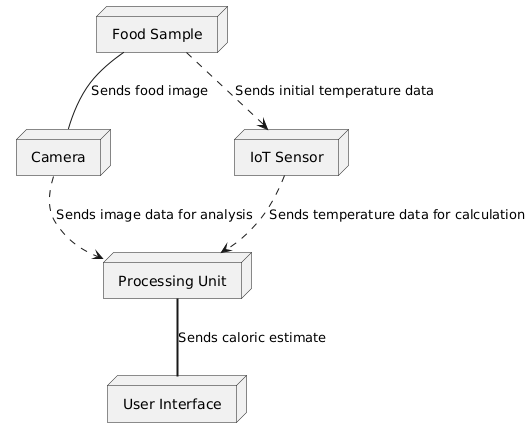 Food Sample
Sends food image
Sends initial temperature data
Camera
IoT Sensor
Sends image data for analysis
Sends temperature data for calculation
Processing Unit
Sends caloric estimate
User Interface